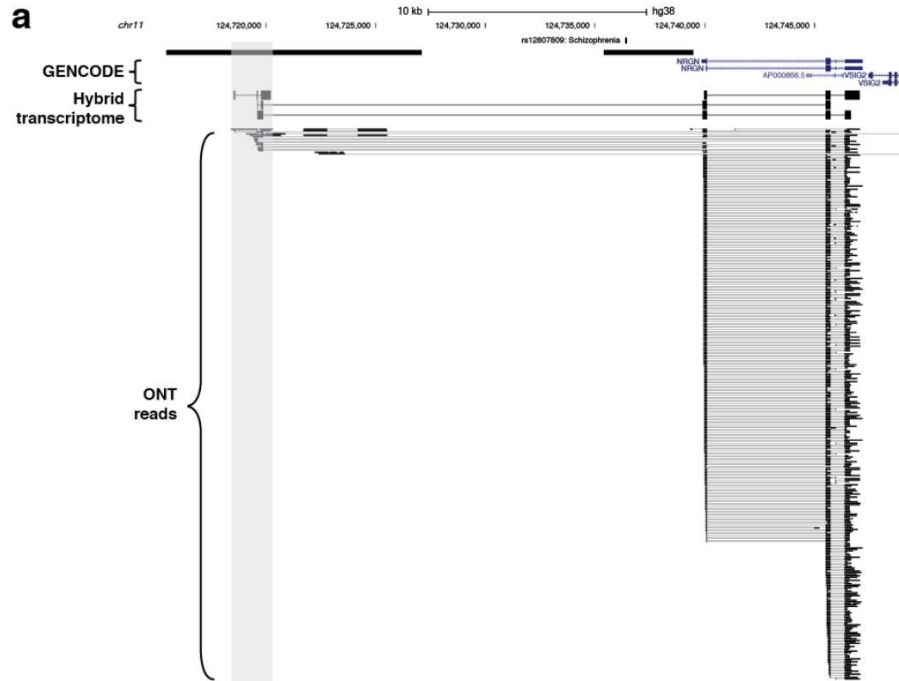 a
10 kb hg38
chr11 124,720,000 124,725,000 124,730,000 124,735,000 124,740,000 124,745,000
rs12807809: Schizophrenia
GENCODE
NRGN
NRGN
AP000866.5 VSIG2
VSIG2
Hybrid
transcriptome
ONT
reads